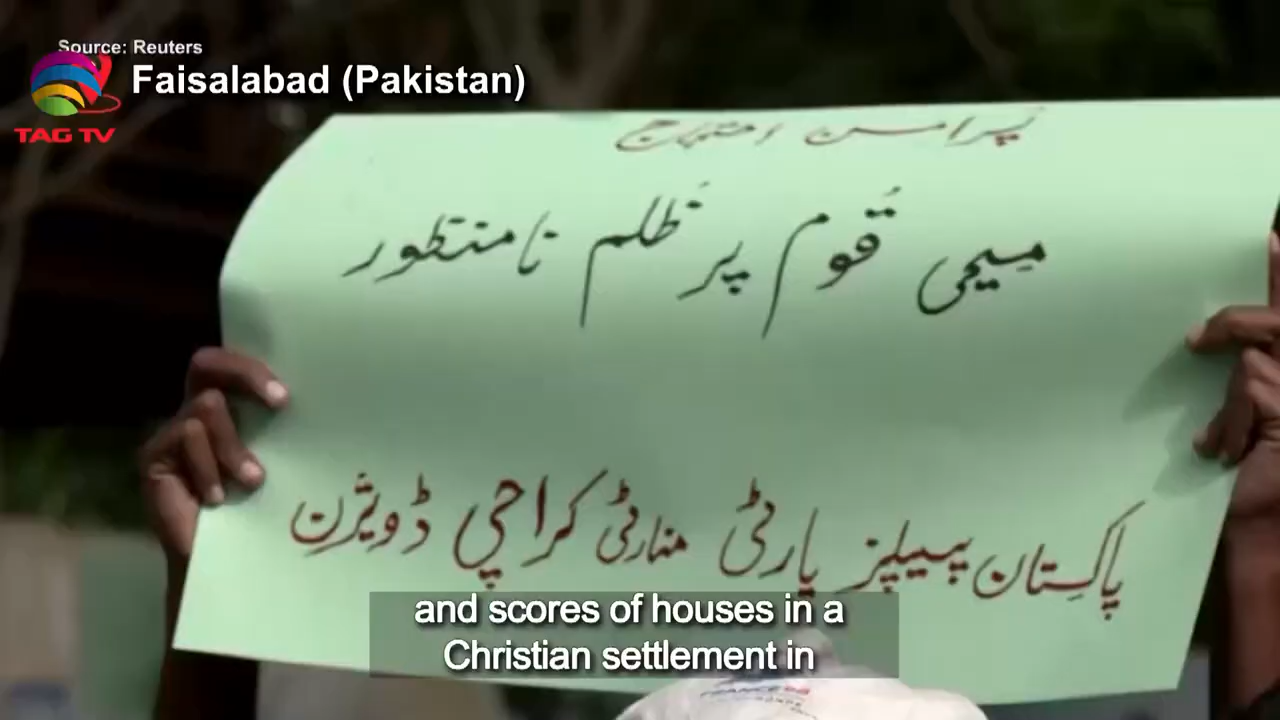 Source: Reuters
Faisalabad (Pakistan)
TAG TV
پرامن احتجاج
مسیحی قوم پر ظلم نامنظور
پاکستان پیپلز پارٹی منارٹی کراچی ڈویژن
and scores of houses in a
Christian settlement in